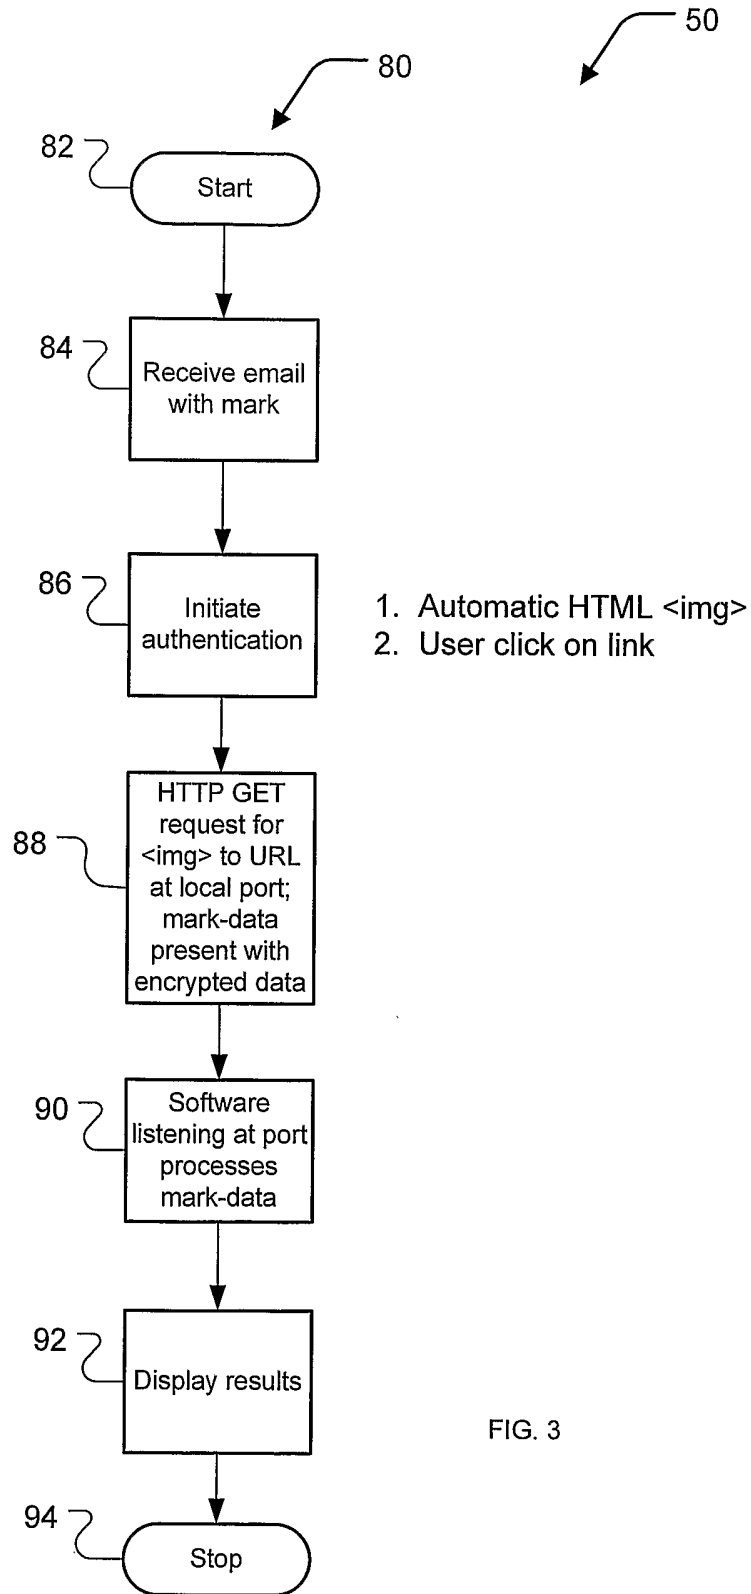 50
80
82
Start
84
Receive email
with mark
86
Initiate
authentication
1. Automatic HTML <img>
2. User click on link
88
HTTP GET
request for
<img> to URL
at local port;
mark-data
present with
encrypted data
90
Software
listening at port
processes
mark-data
92
Display results
FIG. 3
94
Stop